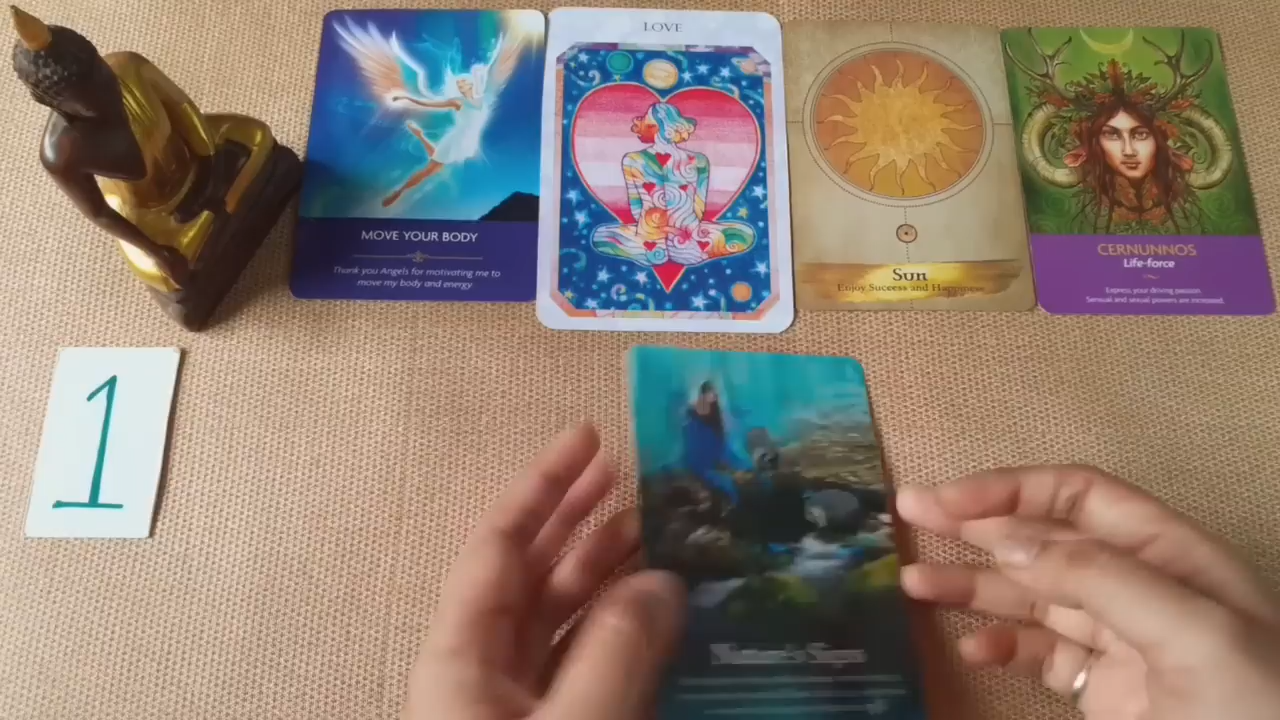 LOVE
MOVE YOUR BODY
Thank you Angels for motivating me to
move my body and energy
Sun
Enjoy Success and Happiness
CERNUNNOS
Life-force
Express your driving passion.
Sensual and sexual powers are increased.
1